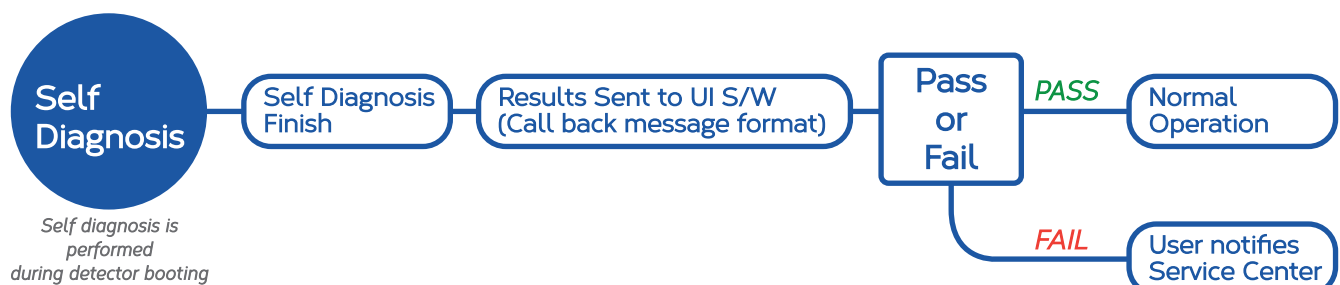 Self
Diagnosis
Self diagnosis is
performed
during detector booting
Self Diagnosis
Finish
Results Sent to UI S/W
(Call back message format)
Pass
or
Fail
PASS
Normal
Operation
FAIL
User notifies
Service Center